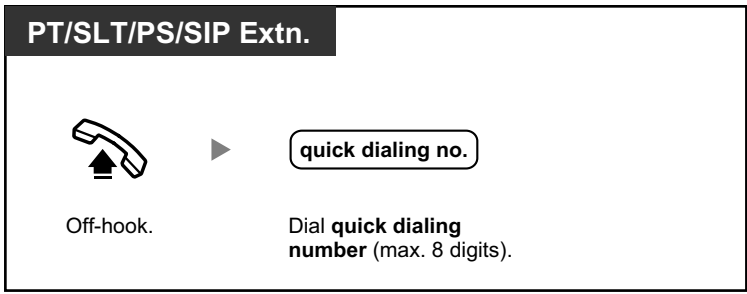 PT/SLT/PS/SIP Extn.
quick dialing no.
Off-hook.
Dial quick dialing
number (max. 8 digits).